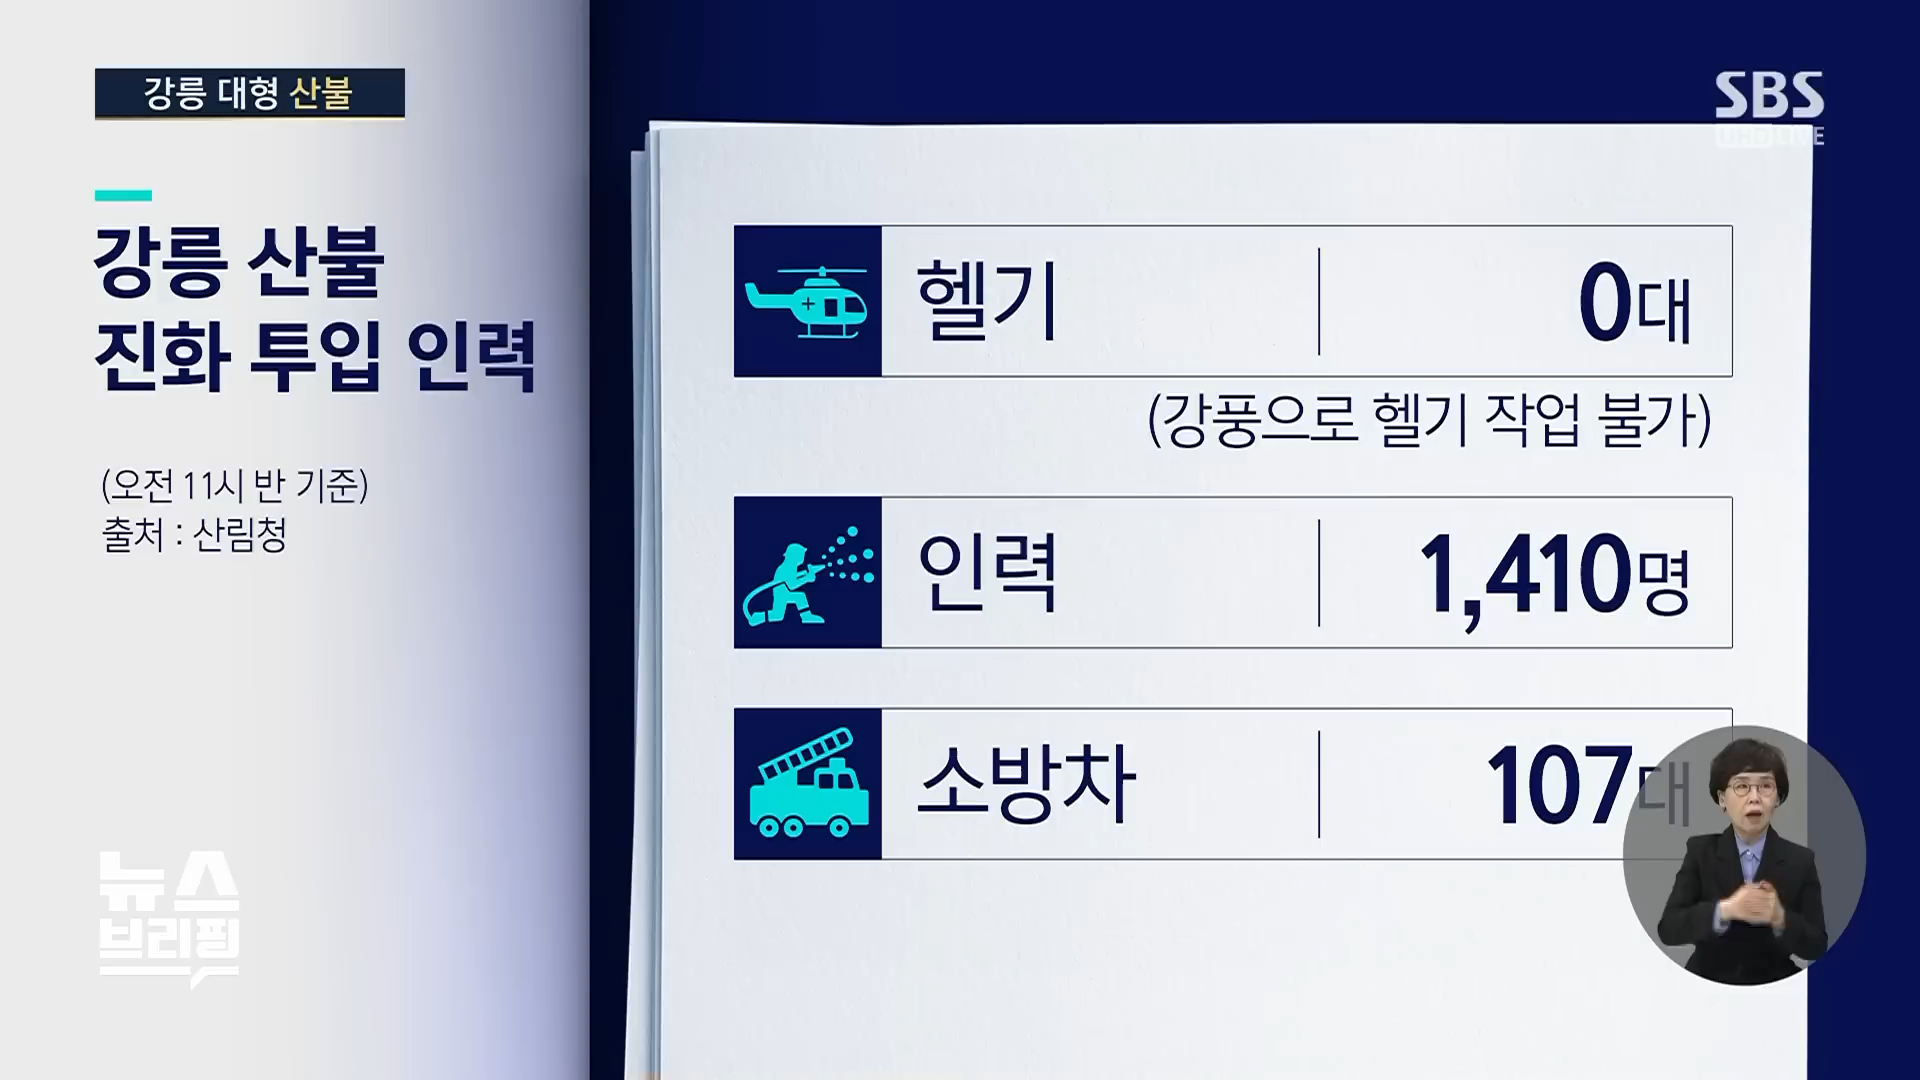 강릉 대형 산불
강릉 산불
진화 투입 인력
(오전 11시 반 기준)
출처 : 산림청
SBS
UHD LIVE
헬기 0대
(강풍으로 헬기 작업 불가)
인력 1,410명
소방차 107대
뉴스
브리핑